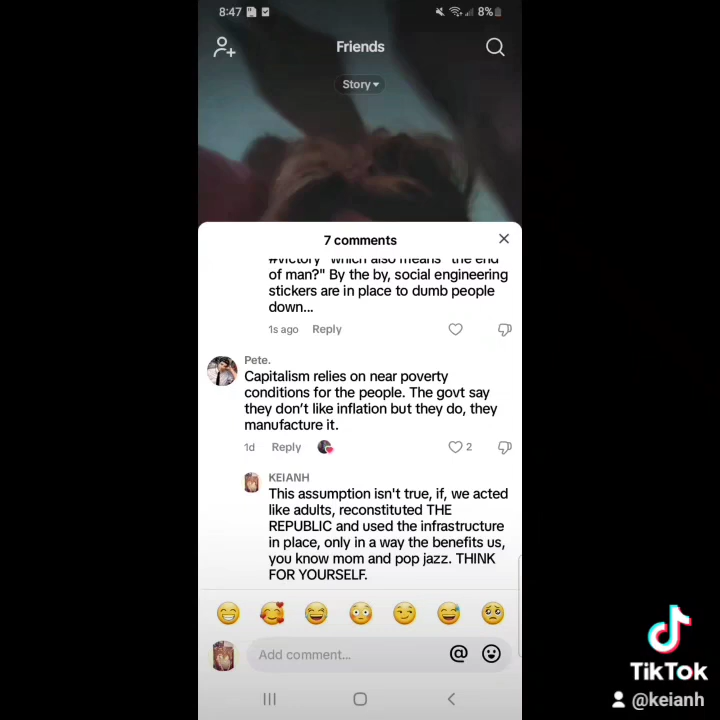 8:47
8%
Friends
Story
7 comments
#victory "which also means "the end
of man?" By the by, social engineering
stickers are in place to dumb people
down...
1s ago Reply
Pete.
Capitalism relies on near poverty
conditions for the people. The govt say
they don't like inflation but they do, they
manufacture it.
1d Reply 2
KEIANH
This assumption isn't true, if, we acted
like adults, reconstituted THE
REPUBLIC and used the infrastructure
in place, only in a way the benefits us,
you know mom and pop jazz. THINK
FOR YOURSELF.
Add comment...
TikTok
@keianh